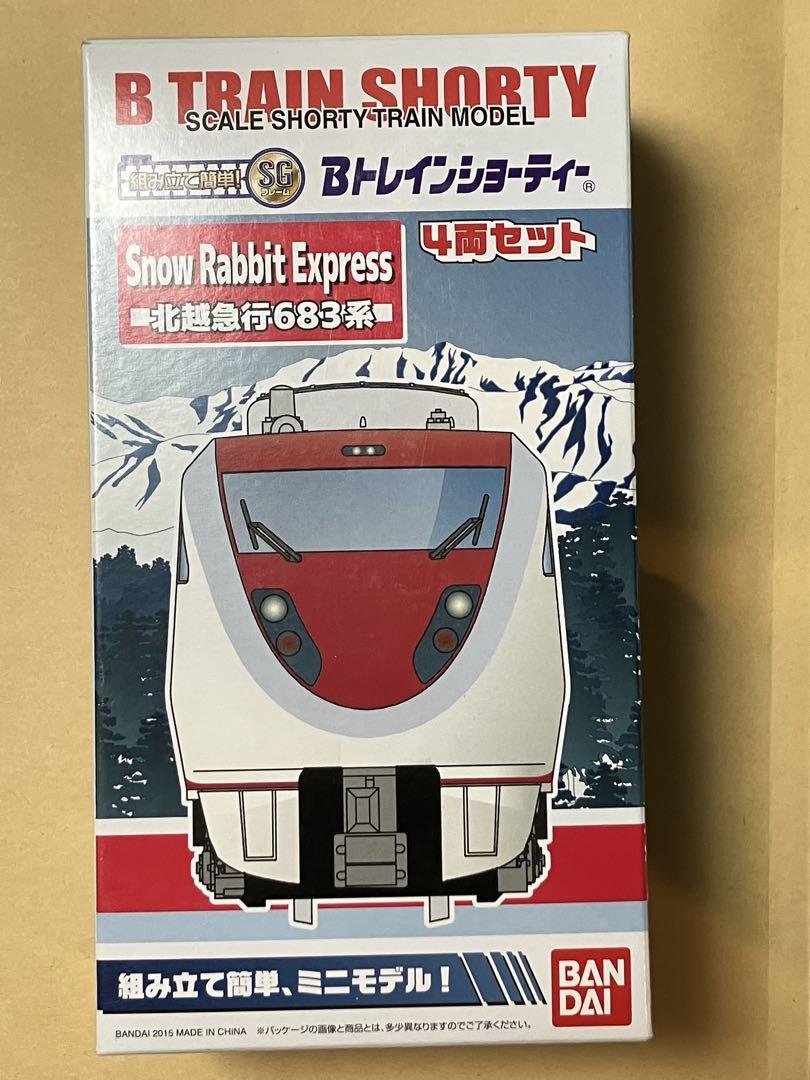 B TRAIN SHORTY
SCALE SHORTY TRAIN MODEL
組み立て簡単!
SG
フレーム
Bトレインショーティー®
Snow Rabbit Express
北越急行683系
4両セット
組み立て簡単、ミニモデル!
BAN
DAI
BANDAI 2015 MADE IN CHINA ※パッケージの画像と商品とは、多少異なりますのでご了承ください。